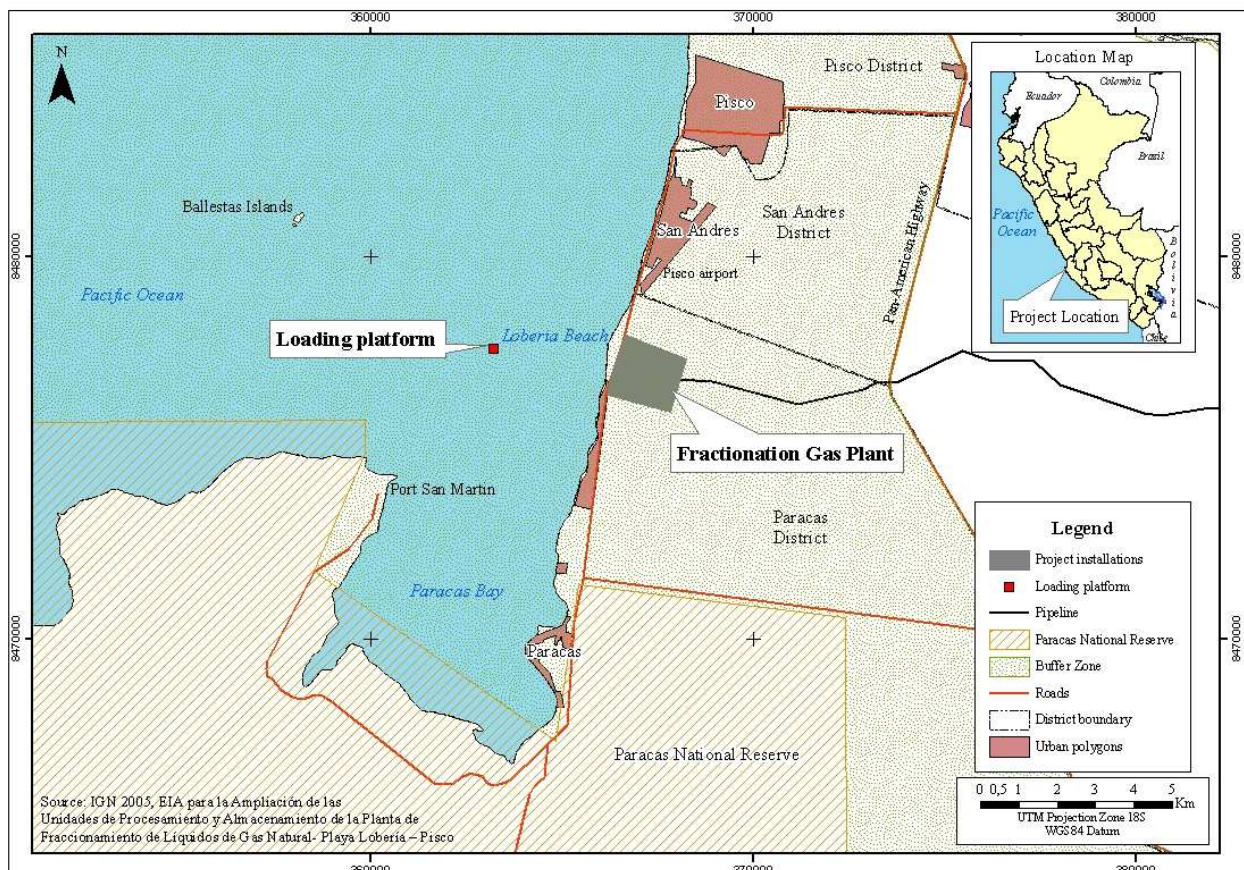 360000
370000
380000
N
Location Map
Colombia
Ecuador
Brasil
Pacific
Ocean
Bolivia
Project Location
Chile
Pisco District
Pisco
Ballestas Islands
San Andres
District
San Andres
Pan-American Highway
8480000
8480000
Pisco airport
Pacific Ocean
Loading platform
Loberia Beach
Fractionation Gas Plant
Port San Martin
Paracas
District
Paracas Bay
8470000
8470000
Paracas
Paracas National Reserve
Legend
Project installations
Loading platform
Pipeline
Paracas National Reserve
Buffer Zone
Roads
District boundary
Urban polygons
0 0,5 1 2 3 4 5
Km
UTM Projection Zone 18S
WGS84 Datum
Source: IGN 2005, EIA para la Ampliación de las
Unidades de Procesamiento y Almacenamiento de la Planta de
Fraccionamiento de Líquidos de Gas Natural- Playa Lobería – Pisco
360000
370000
380000